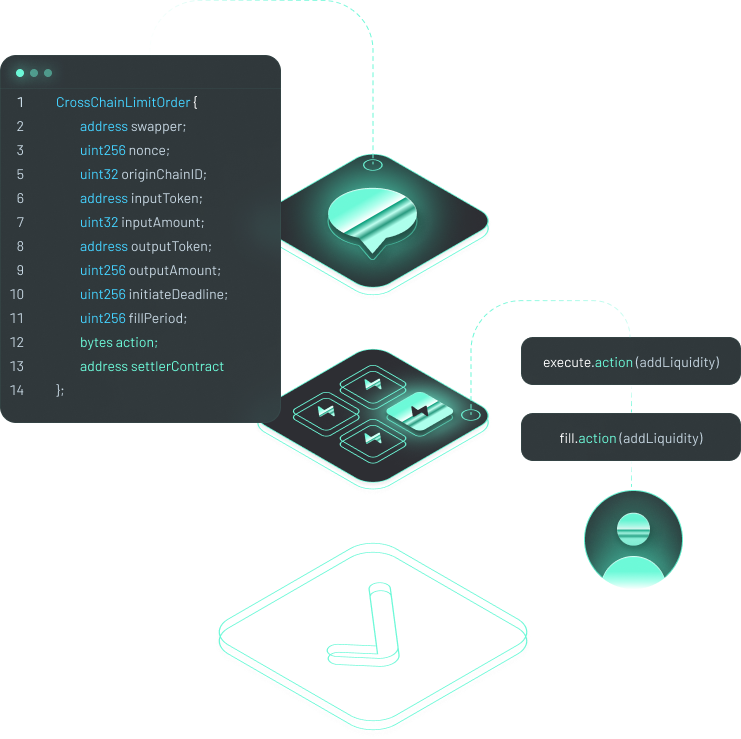 1 CrossChainLimitOrder {
2 address swapper;
3 uint256 nonce;
5 uint32 originChainID;
6 address inputToken;
7 uint32 inputAmount;
8 address outputToken;
9 uint256 outputAmount;
10 uint256 initiateDeadline;
11 uint256 fillPeriod;
12 bytes action;
13 address settlerContract
14 };
execute.action (addLiquidity)
fill.action (addLiquidity)